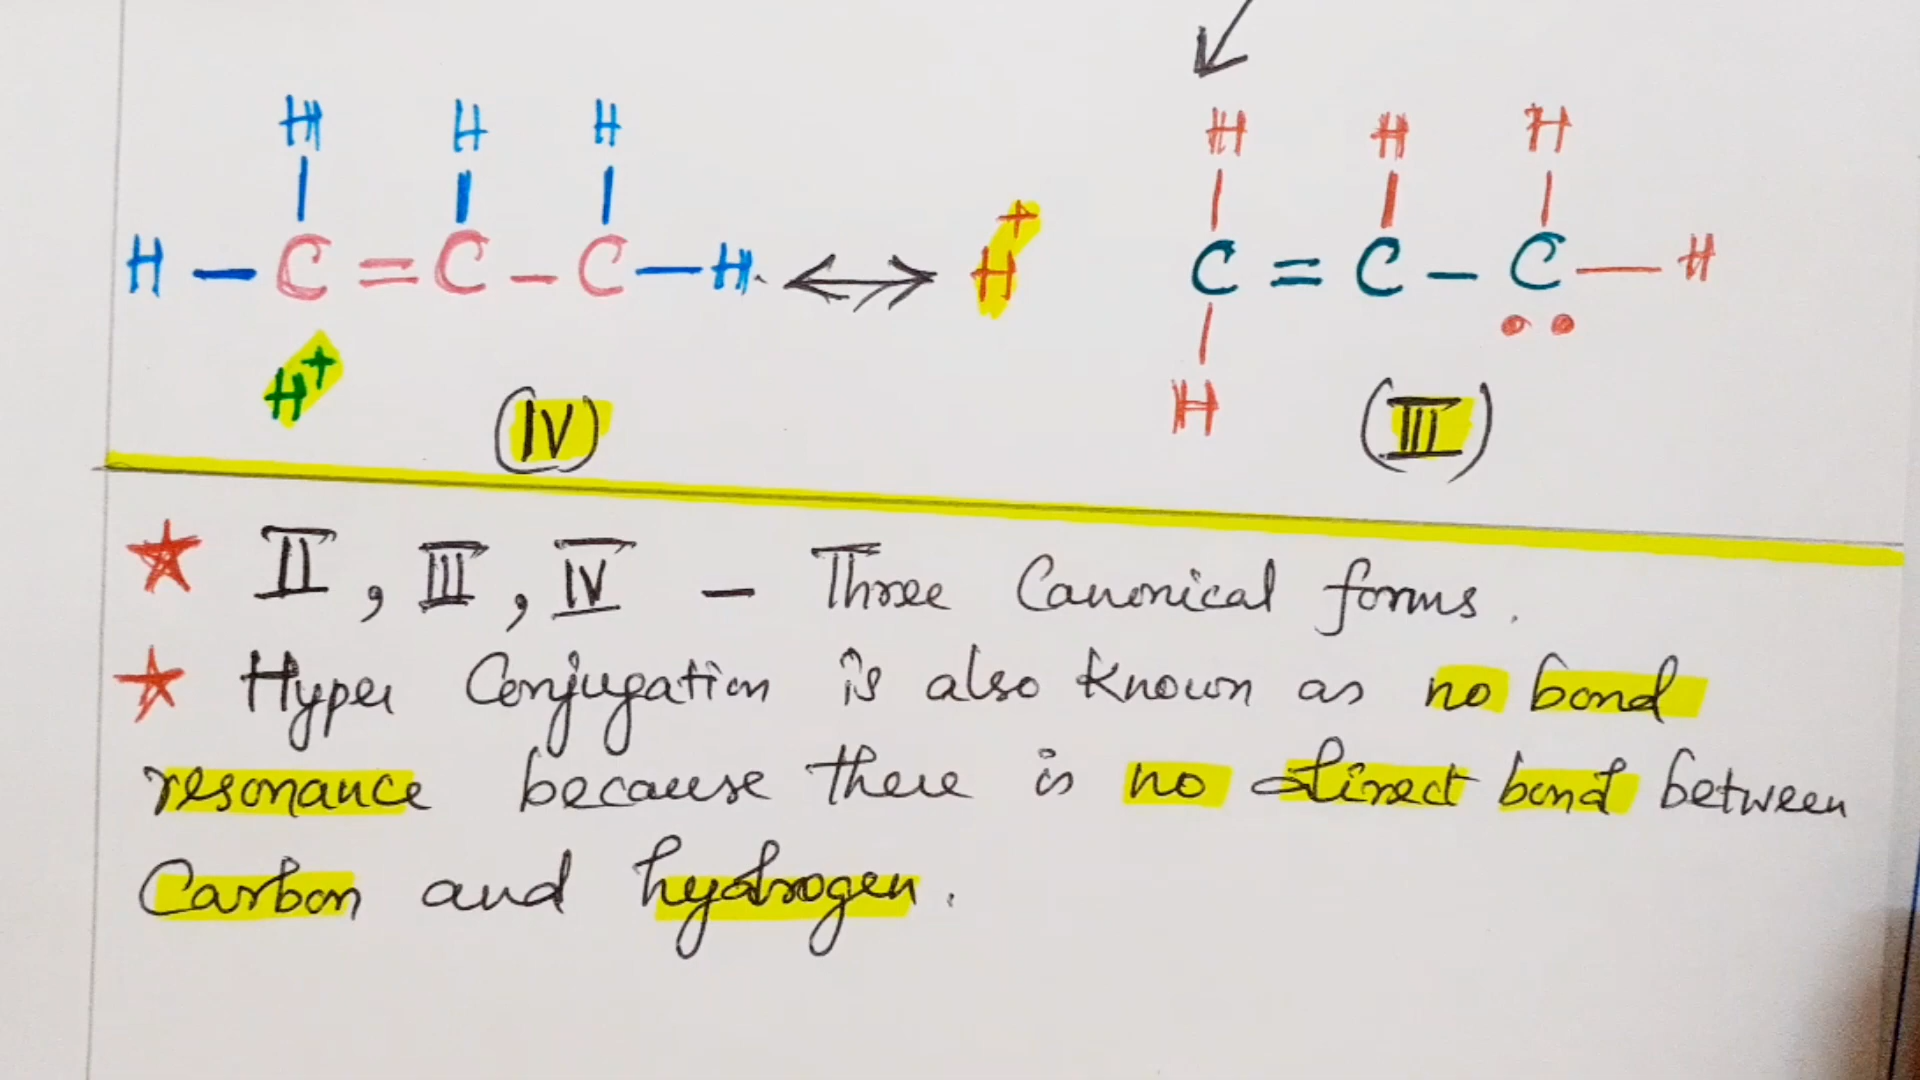 H H H
H – C = C – C – H ⟷ H⁺
H⁺
(IV)
H H H
C = C – C – H
H
(III)
★ II, III, IV – Three Canonical forms.
★ Hyper Conjugation is also known as no bond
resonance because there is no direct bond between
Carbon and hydrogen.